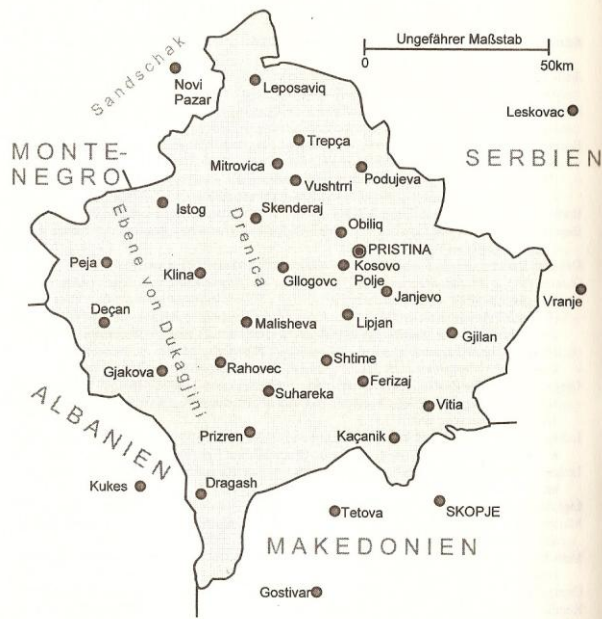 Ungefährer Maßstab
0
50km
Sandschak
Novi
Pazar
Leposaviq
Leskovac
SERBIEN
Trepça
MONTE-
NEGRO
Mitrovica
Podujeva
Vushtrri
Istog
Skenderaj
Obiliq
Ebene von Dukagjini
Drenica
PRISTINA
Peja
Klina
Gllogovc
Kosovo
Polje
Janjevo
Vranje
Deçan
Malisheva
Lipjan
Gjilan
Gjakova
Rahovec
Shtime
Ferizaj
Suhareka
Vitia
ALBANIEN
Prizren
Kaçanik
Kukes
Dragash
Tetova
SKOPJE
MAKEDONIEN
Gostivar